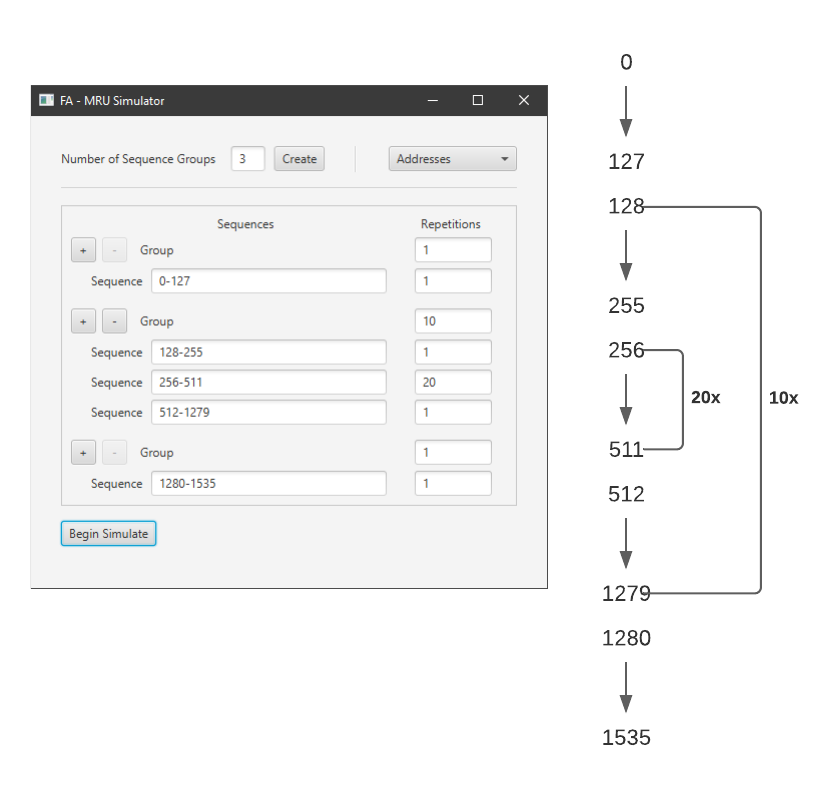 FA - MRU Simulator
Number of Sequence Groups 3 Create Addresses
Sequences Repetitions
+ - Group 1
Sequence 0-127 1
+ - Group 10
Sequence 128-255 1
Sequence 256-511 20
Sequence 512-1279 1
+ - Group 1
Sequence 1280-1535 1
Begin Simulate
0
127
128
255
256
20x
10x
511
512
1279
1280
1535